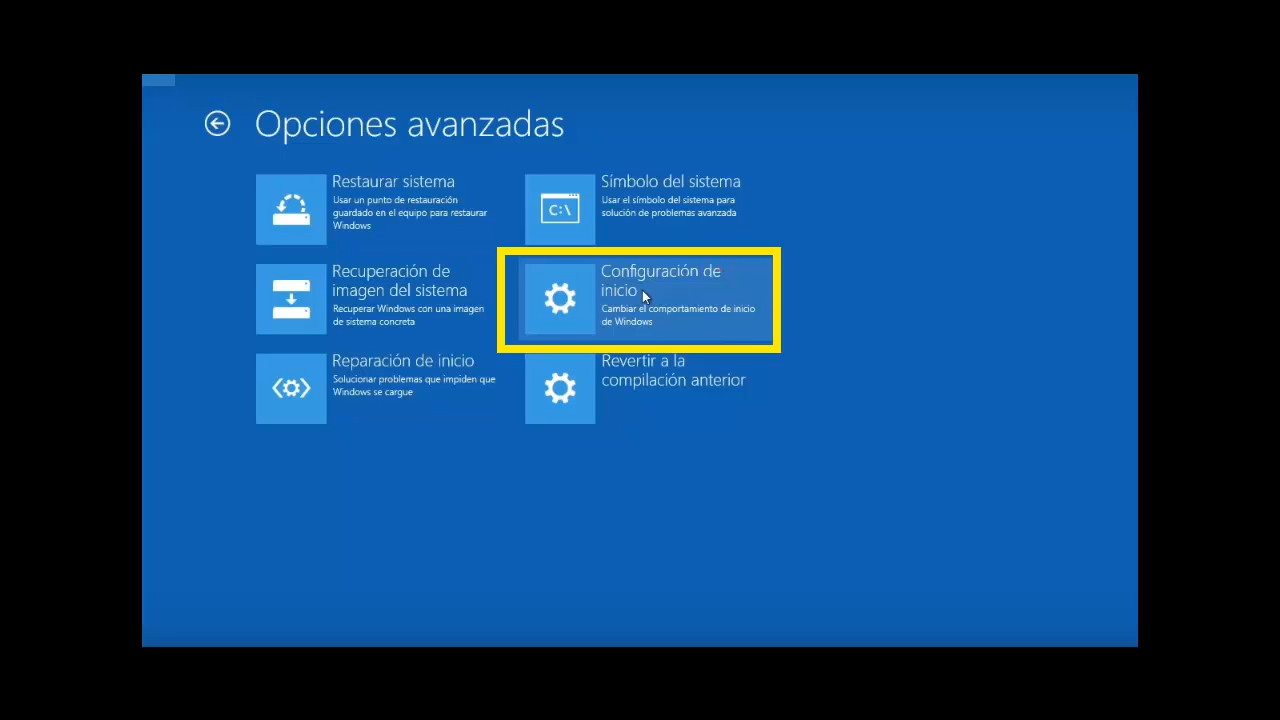 Opciones avanzadas
Restaurar sistema
Usar un punto de restauración
guardado en el equipo para restaurar
Windows
Símbolo del sistema
Usar el símbolo del sistema para
solución de problemas avanzada
C:\
Recuperación de
imagen del sistema
Recuperar Windows con una imagen
de sistema concreta
Configuración de
inicio
Cambiar el comportamiento de inicio
de Windows
Reparación de inicio
Solucionar problemas que impiden que
Windows se cargue
Revertir a la
compilación anterior